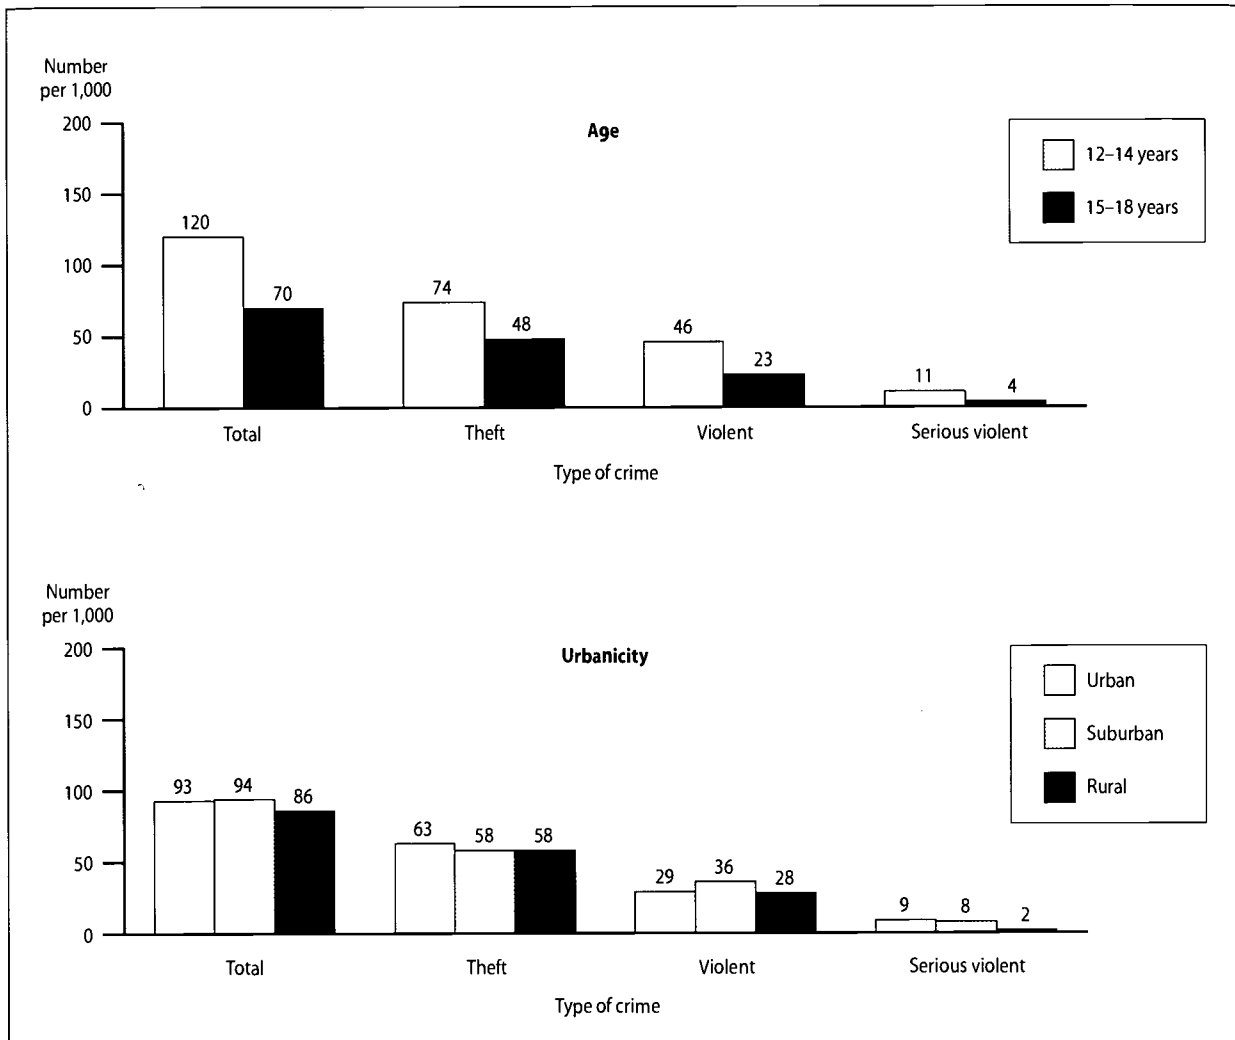 Number
per 1,000
Age
200
150
100
50
0
120
70
74
48
46
23
11
4
Total
Theft
Violent
Serious violent
Type of crime
12–14 years
15–18 years
Number
per 1,000
Urbanicity
200
150
100
50
0
93
94
86
63
58
58
29
36
28
9
8
2
Total
Theft
Violent
Serious violent
Type of crime
Urban
Suburban
Rural